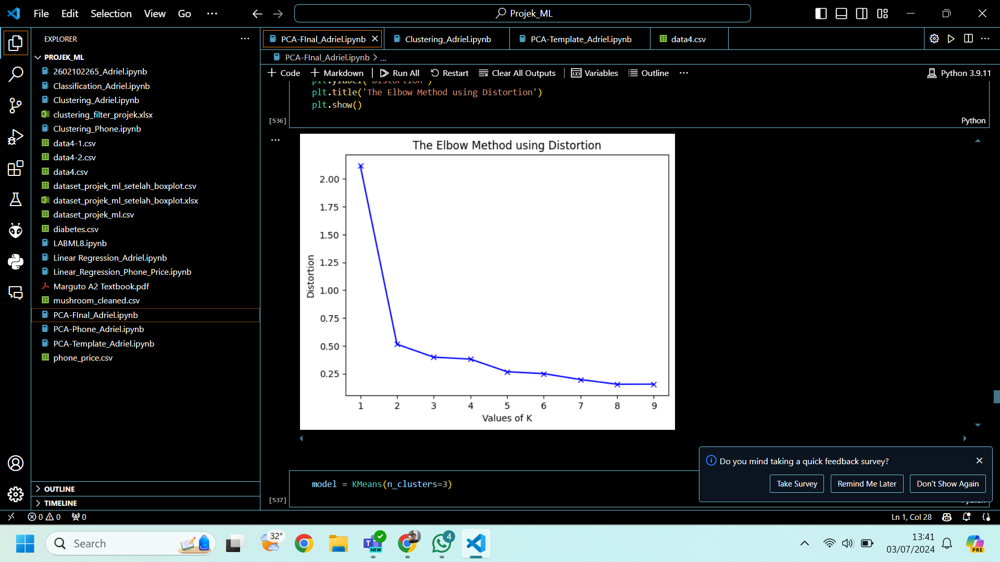 File Edit Selection View Go ···
Projek_ML
EXPLORER
PROJEK_ML
2602102265_Adriel.ipynb
Classification_Adriel.ipynb
Clustering_Adriel.ipynb
clustering_filter_projek.xlsx
Clustering_Phone.ipynb
data4-1.csv
data4-2.csv
data4.csv
dataset_projek_ml_setelah_boxplot.csv
dataset_projek_ml_setelah_boxplot.xlsx
dataset_projek_ml.csv
diabetes.csv
LABML8.ipynb
Linear Regression_Adriel.ipynb
Linear_Regression_Phone_Price.ipynb
Marguto A2 Textbook.pdf
mushroom_cleaned.csv
PCA-FInal_Adriel.ipynb
PCA-Phone_Adriel.ipynb
PCA-Template_Adriel.ipynb
phone_price.csv
OUTLINE
TIMELINE
PCA-FInal_Adriel.ipynb Clustering_Adriel.ipynb PCA-Template_Adriel.ipynb data4.csv
PCA-FInal_Adriel.ipynb > ...
Code Markdown Run All Restart Clear All Outputs Variables Outline ··· Python 3.9.11
plt.ylabel('Distortion')
plt.title('The Elbow Method using Distortion')
plt.show()
[536] Python
The Elbow Method using Distortion
2.00
1.75
1.50
1.25
1.00
0.75
0.50
0.25
Distortion
1 2 3 4 5 6 7 8 9
Values of K
model = KMeans(n_clusters=3)
[537]
Do you mind taking a quick feedback survey?
Take Survey Remind Me Later Don't Show Again
0 0 0 Ln 1, Col 28
Search 32° NEW 4 13:41
03/07/2024 PRE